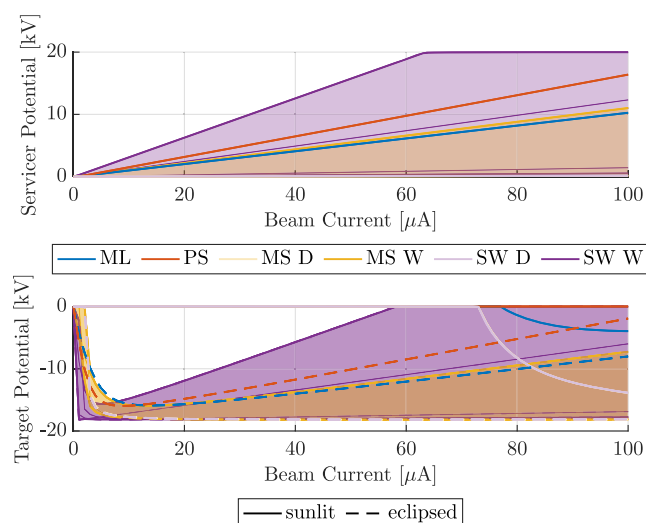 20
10
0
Servicer Potential [kV]
0 20 40 60 80 100
Beam Current [μA]
ML PS MS D MS W SW D SW W
0
-10
-20
Target Potential [kV]
0 20 40 60 80 100
Beam Current [μA]
sunlit eclipsed